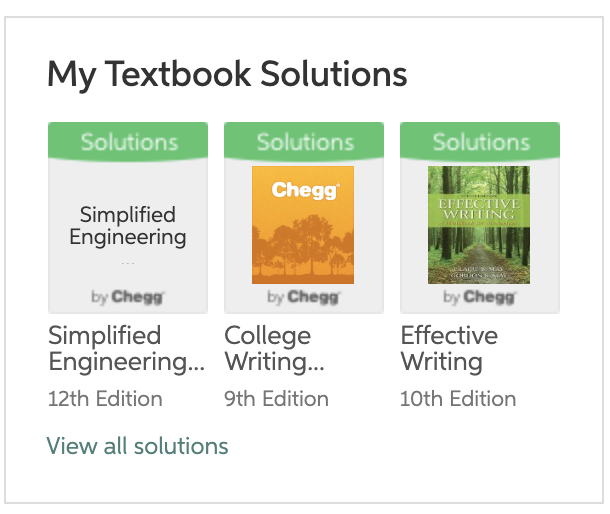 My Textbook Solutions
Solutions
Simplified
Engineering
...
by Chegg
Simplified
Engineering...
12th Edition
Solutions
Chegg
by Chegg
College
Writing...
9th Edition
Solutions
EFFECTIVE
WRITING
by Chegg
Effective
Writing
10th Edition
View all solutions